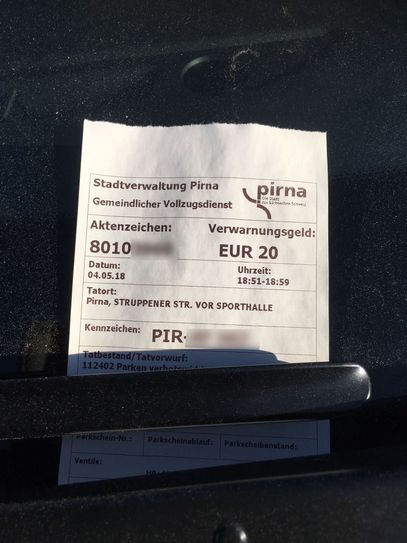 Stadtverwaltung Pirna
Gemeindlicher Vollzugsdienst
pirna
Aktenzeichen: Verwarnungsgeld:
8010 EUR 20
Datum: Uhrzeit:
04.05.18 18:51-18:59
Tatort:
Pirna, STRUPPENER STR. VOR SPORTHALLE
Kennzeichen: PIR-
Tatbestand/Tatvorwurf:
112402 Parken
Parkschein-Nr.: Parkscheinablauf: Parkscheibenstand:
Ventile: